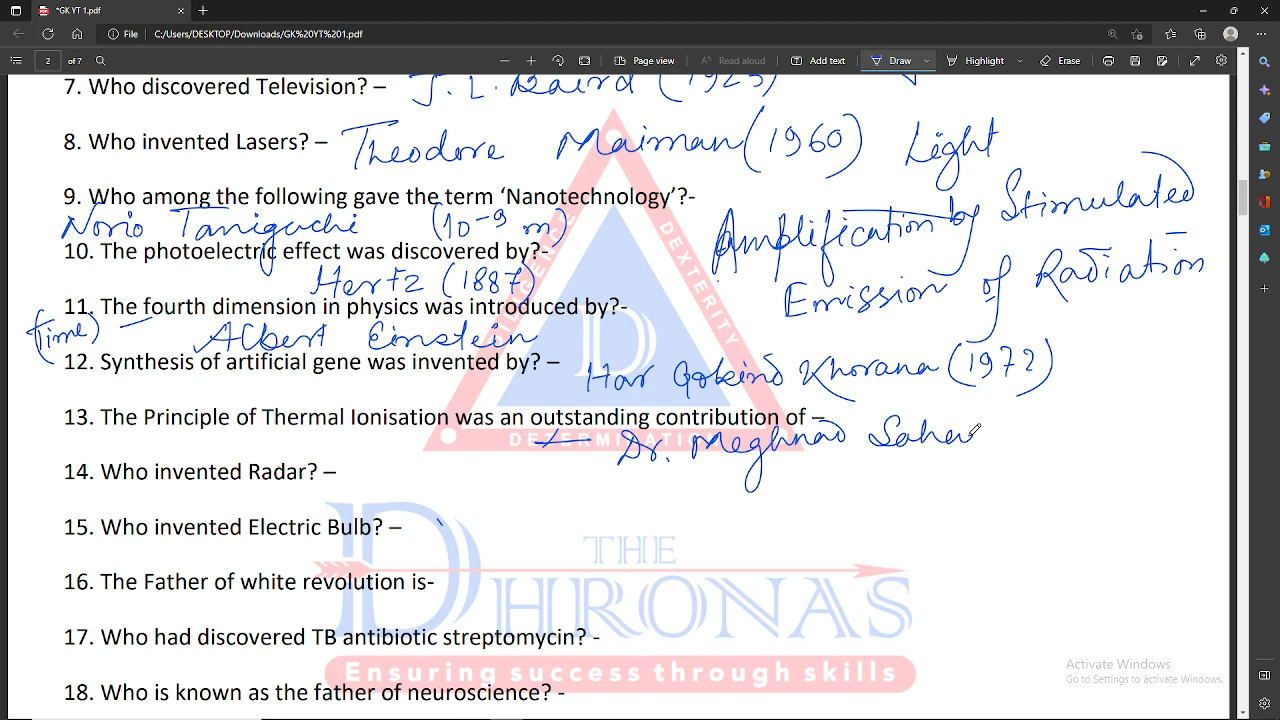 *GK YT 1.pdf
File C:/Users/DESKTOP/Downloads/GK%20YT%201.pdf
2 of 7 Page view Read aloud Add text Draw Highlight Erase
7. Who discovered Television? – J. L. Baird (1925)
8. Who invented Lasers? – Theodore Maiman (1960) Light
9. Who among the following gave the term ‘Nanotechnology’?- Amplification by Stimulated
Norio Taniguchi (10⁻⁹ m)
10. The photoelectric effect was discovered by?- Emission of Radiation
Hertz (1887)
11. The fourth dimension in physics was introduced by?-
(time) – Albert Einstein
12. Synthesis of artificial gene was invented by? – Har Gobind Khorana (1972)
13. The Principle of Thermal Ionisation was an outstanding contribution of –
Dr. Meghnad Saha
14. Who invented Radar? –
15. Who invented Electric Bulb? –
16. The Father of white revolution is-
17. Who had discovered TB antibiotic streptomycin? -
18. Who is known as the father of neuroscience? -
DILIGENCE DEXTERITY
D
DETERMINATION
THE
DHRONAS
Ensuring success through skills
Activate Windows
Go to Settings to activate Windows.